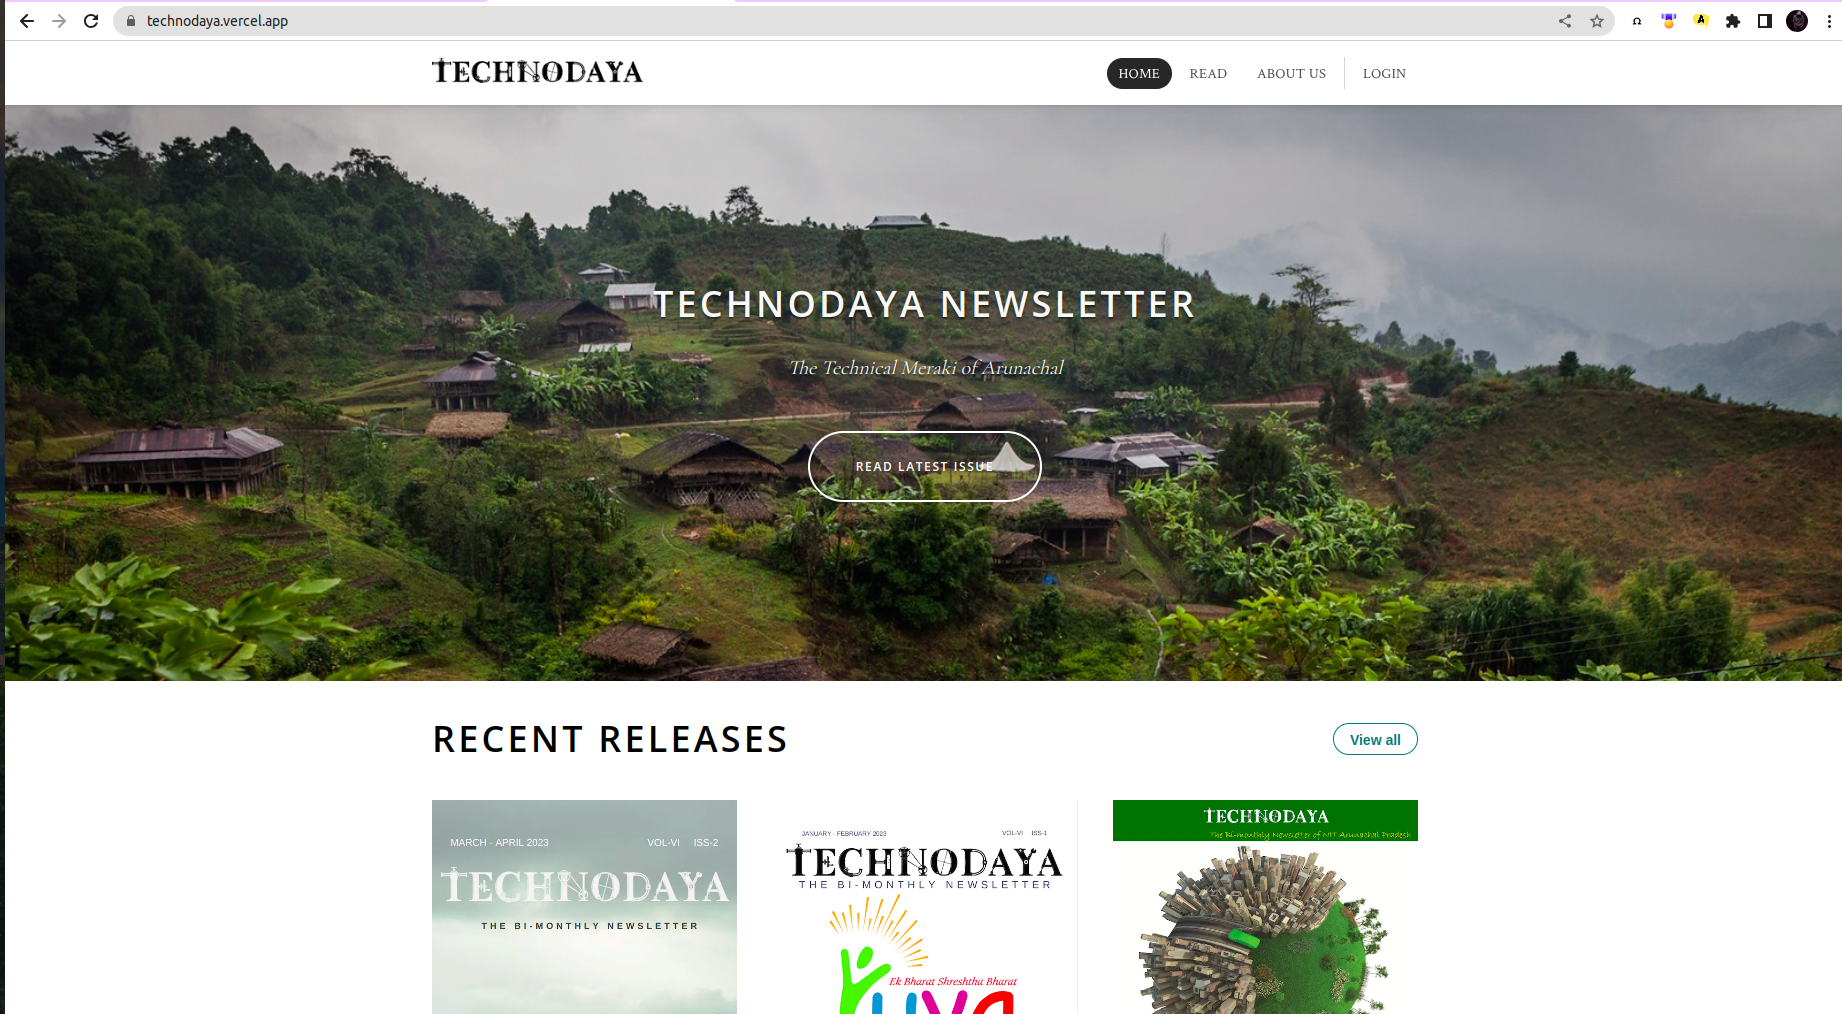 technodaya.vercel.app
TECHNODAYA
HOME READ ABOUT US LOGIN
TECHNODAYA NEWSLETTER
The Technical Meraki of Arunachal
READ LATEST ISSUE
RECENT RELEASES
View all
MARCH - APRIL 2023 VOL-VI ISS-2
TECHNODAYA
THE BI-MONTHLY NEWSLETTER
JANUARY - FEBRUARY 2023 VOL-VI ISS-1
TECHNODAYA
THE BI-MONTHLY NEWSLETTER
Ek Bharat Shreshtha Bharat
TECHNODAYA
The Bi-monthly Newsletter of NIT Arunachal Pradesh